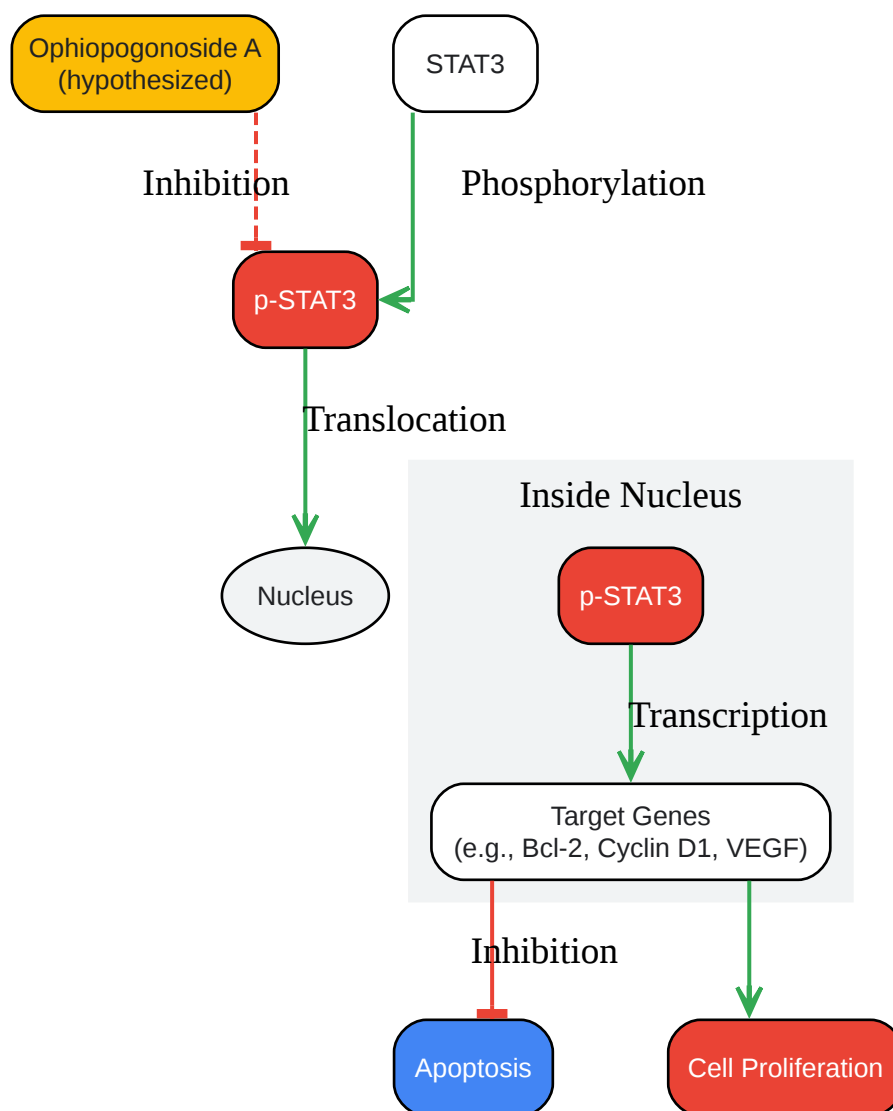 Ophiopogonoside A
(hypothesized)
STAT3
Inhibition
Phosphorylation
p-STAT3
Translocation
Inside Nucleus
Nucleus
p-STAT3
Transcription
Target Genes
(e.g., Bcl-2, Cyclin D1, VEGF)
Inhibition
Apoptosis
Cell Proliferation